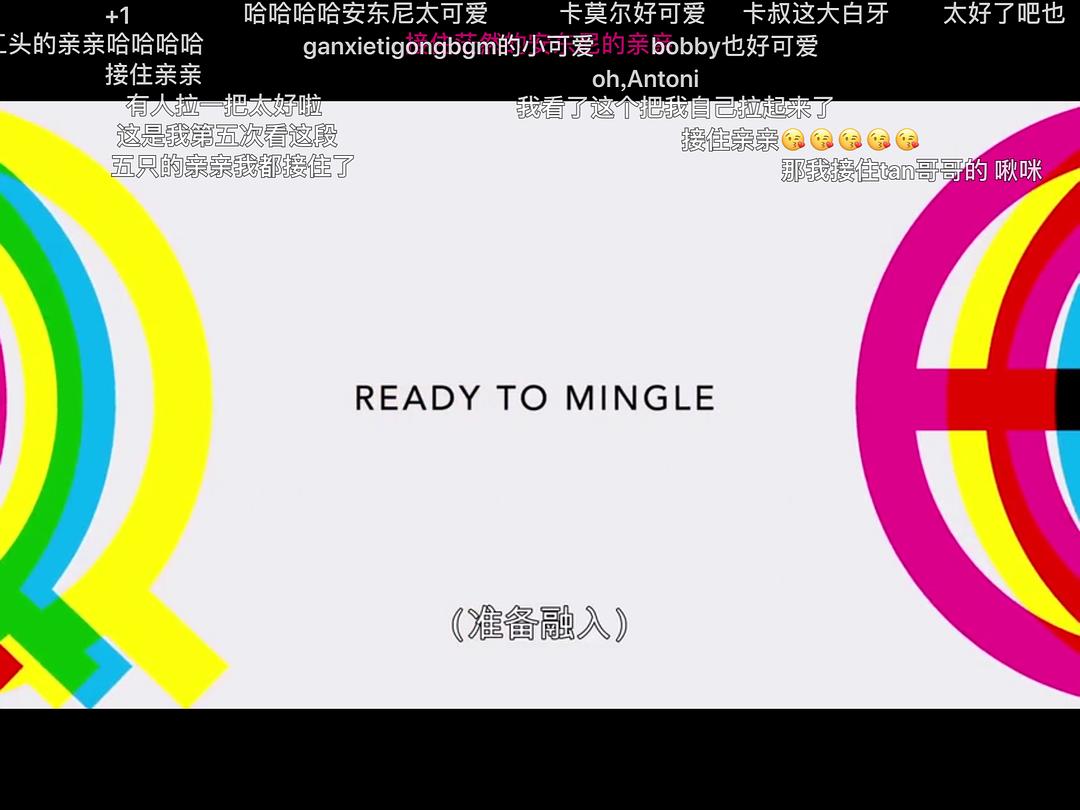 +1 哈哈哈哈安东尼太可爱 卡莫尔好可爱 卡叔这大白牙 太好了吧也
头的亲亲哈哈哈哈 ganxietigongbgm的小可爱 bobby也好可爱
接住亲亲 oh,Antoni
有人拉一把太好啦 我看了这个把我自己拉起来了
这是我第五次看这段 接住亲亲😘😘😘😘😘
五只的亲亲我都接住了 那我接住tan哥哥的 啾咪
READY TO MINGLE
(准备融入)